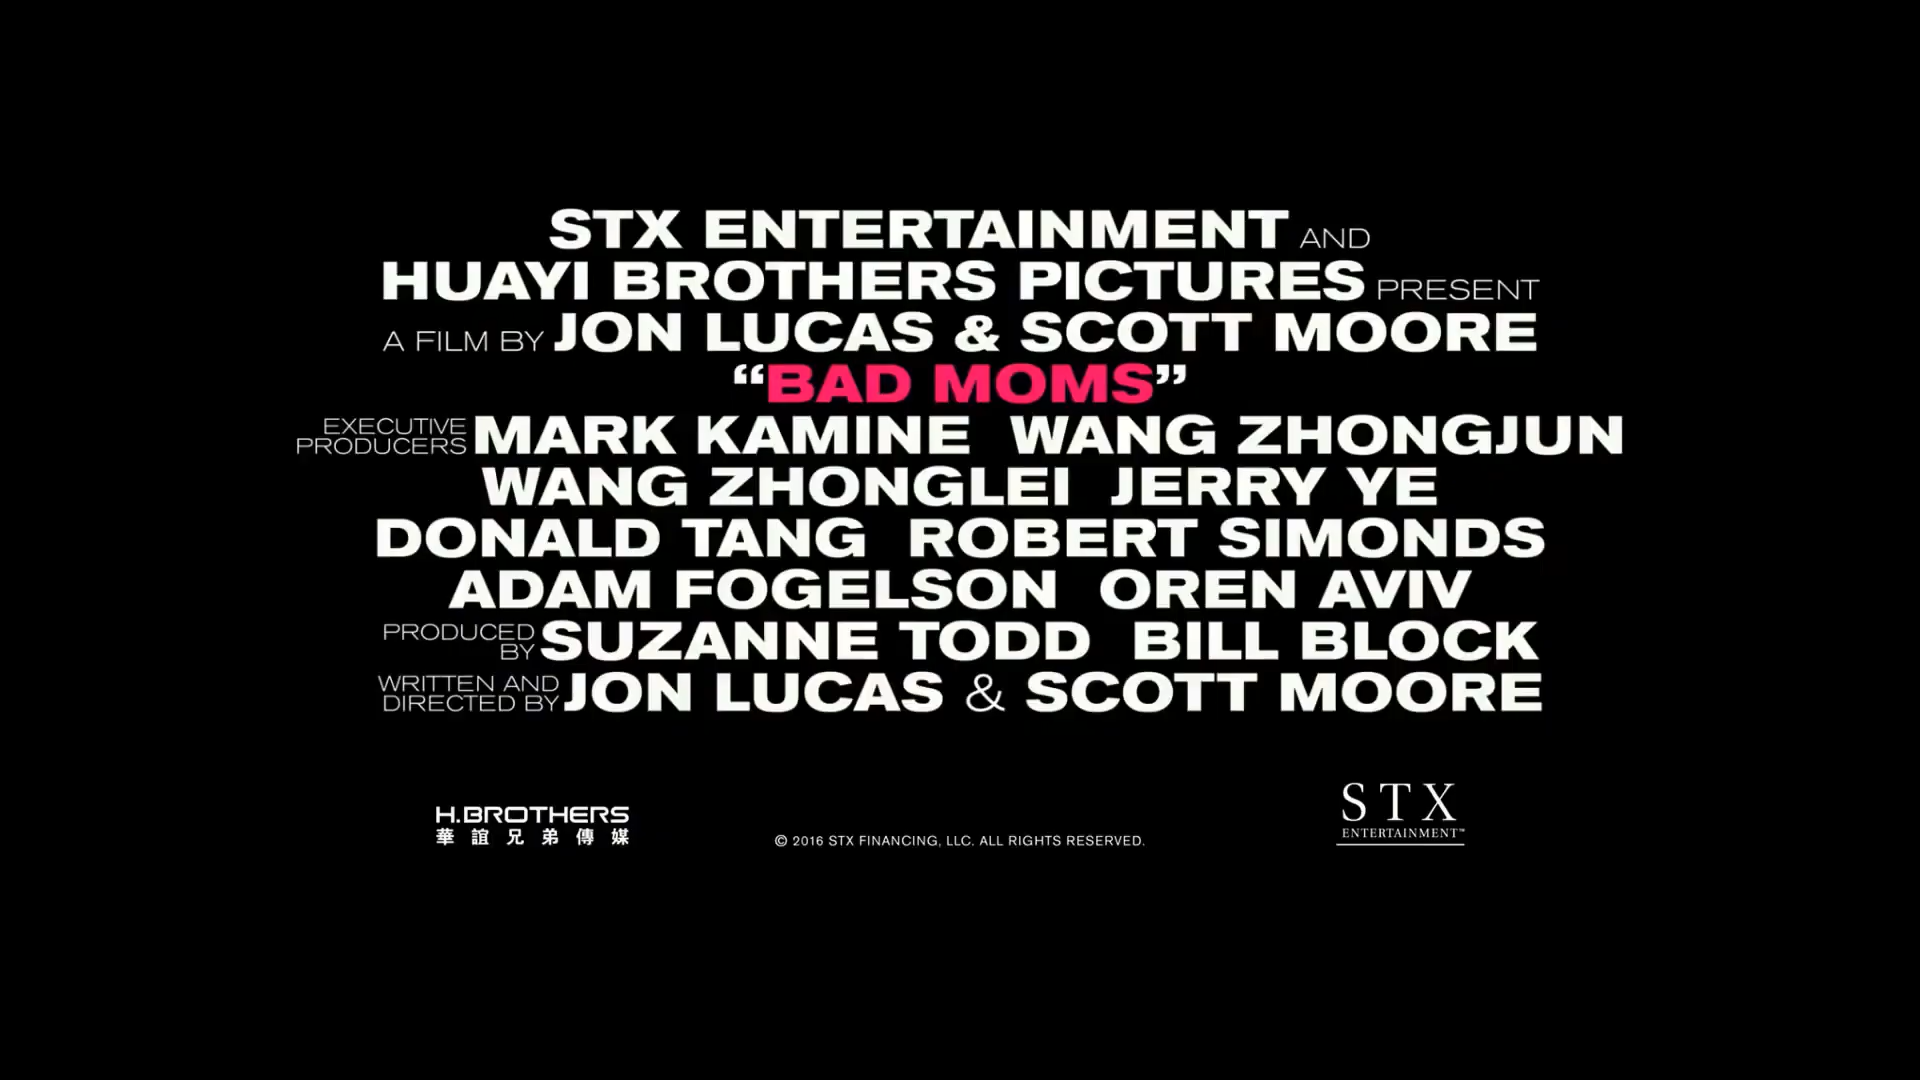 STX ENTERTAINMENT AND
HUAYI BROTHERS PICTURES PRESENT
A FILM BY JON LUCAS & SCOTT MOORE
“BAD MOMS”
EXECUTIVE PRODUCERS MARK KAMINE WANG ZHONGJUN
WANG ZHONGLEI JERRY YE
DONALD TANG ROBERT SIMONDS
ADAM FOGELSON OREN AVIV
PRODUCED BY SUZANNE TODD BILL BLOCK
WRITTEN AND DIRECTED BY JON LUCAS & SCOTT MOORE
H.BROTHERS
華誼兄弟傳媒
© 2016 STX FINANCING, LLC. ALL RIGHTS RESERVED.
STX
ENTERTAINMENT™